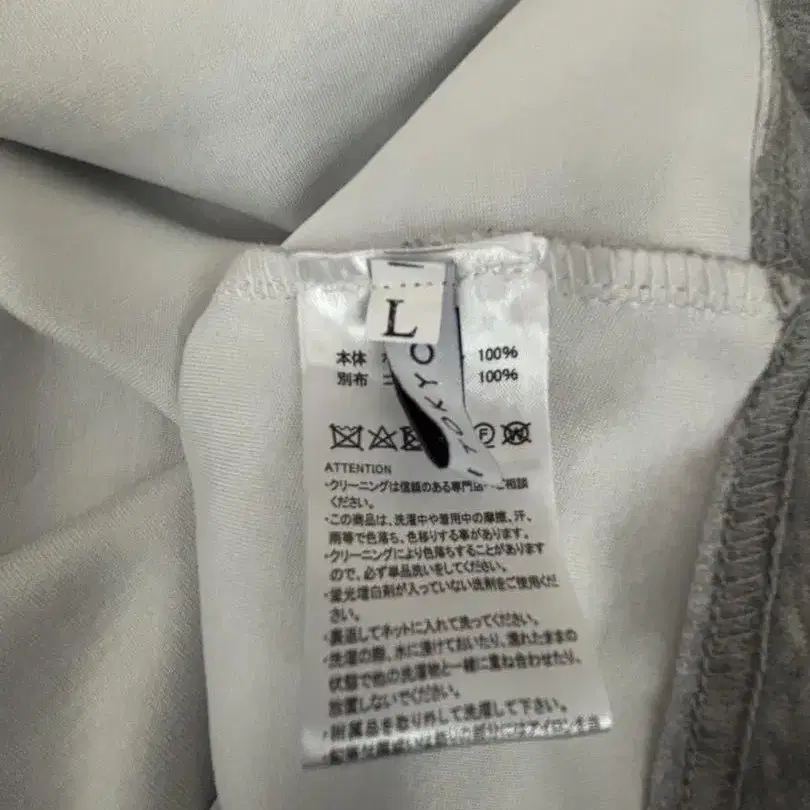 L
本体 100%
別布 100%
OKYO
F W
ATTENTION
・クリーニングは信頼のある専門店へご相談
ください。
・この商品は、洗濯中や着用中の摩擦、汗、
雨等で色落ち、色移りする事があります。
・クリーニングにより色落ちすることがあります
ので、必ず単品洗いをしてください。
・蛍光増白剤が入っていない洗剤をご使用くだ
さい。
・裏返してネットに入れて洗ってください。
・洗濯の際、水に浸けておいたり、濡れたままの
状態で他の洗濯物と一緒に重ね合わせたり、
放置しないでください。
・附属品を取り外して洗濯して下さい。